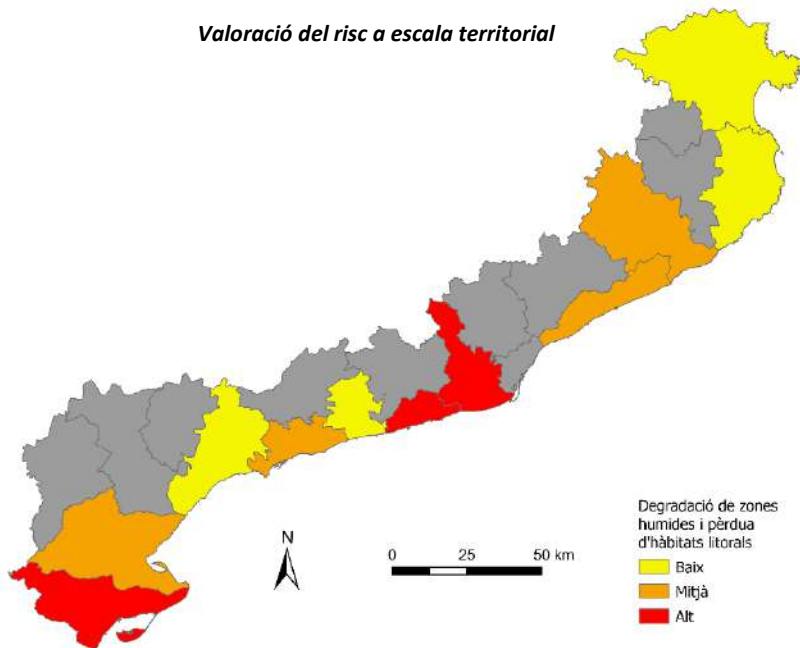 Valoració del risc a escala territorial
N
0 25 50 km
Degradació de zones
humides i pèrdua
d'hàbitats litorals
Baix
Mitjà
Alt